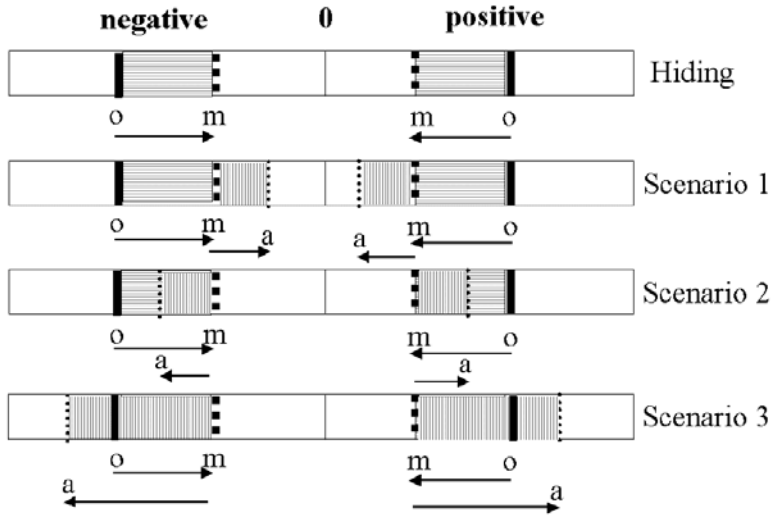 negative 0 positive
Hiding
o m m o
Scenario 1
o m a a m o
Scenario 2
o m m o
a a
Scenario 3
o m m o
a a